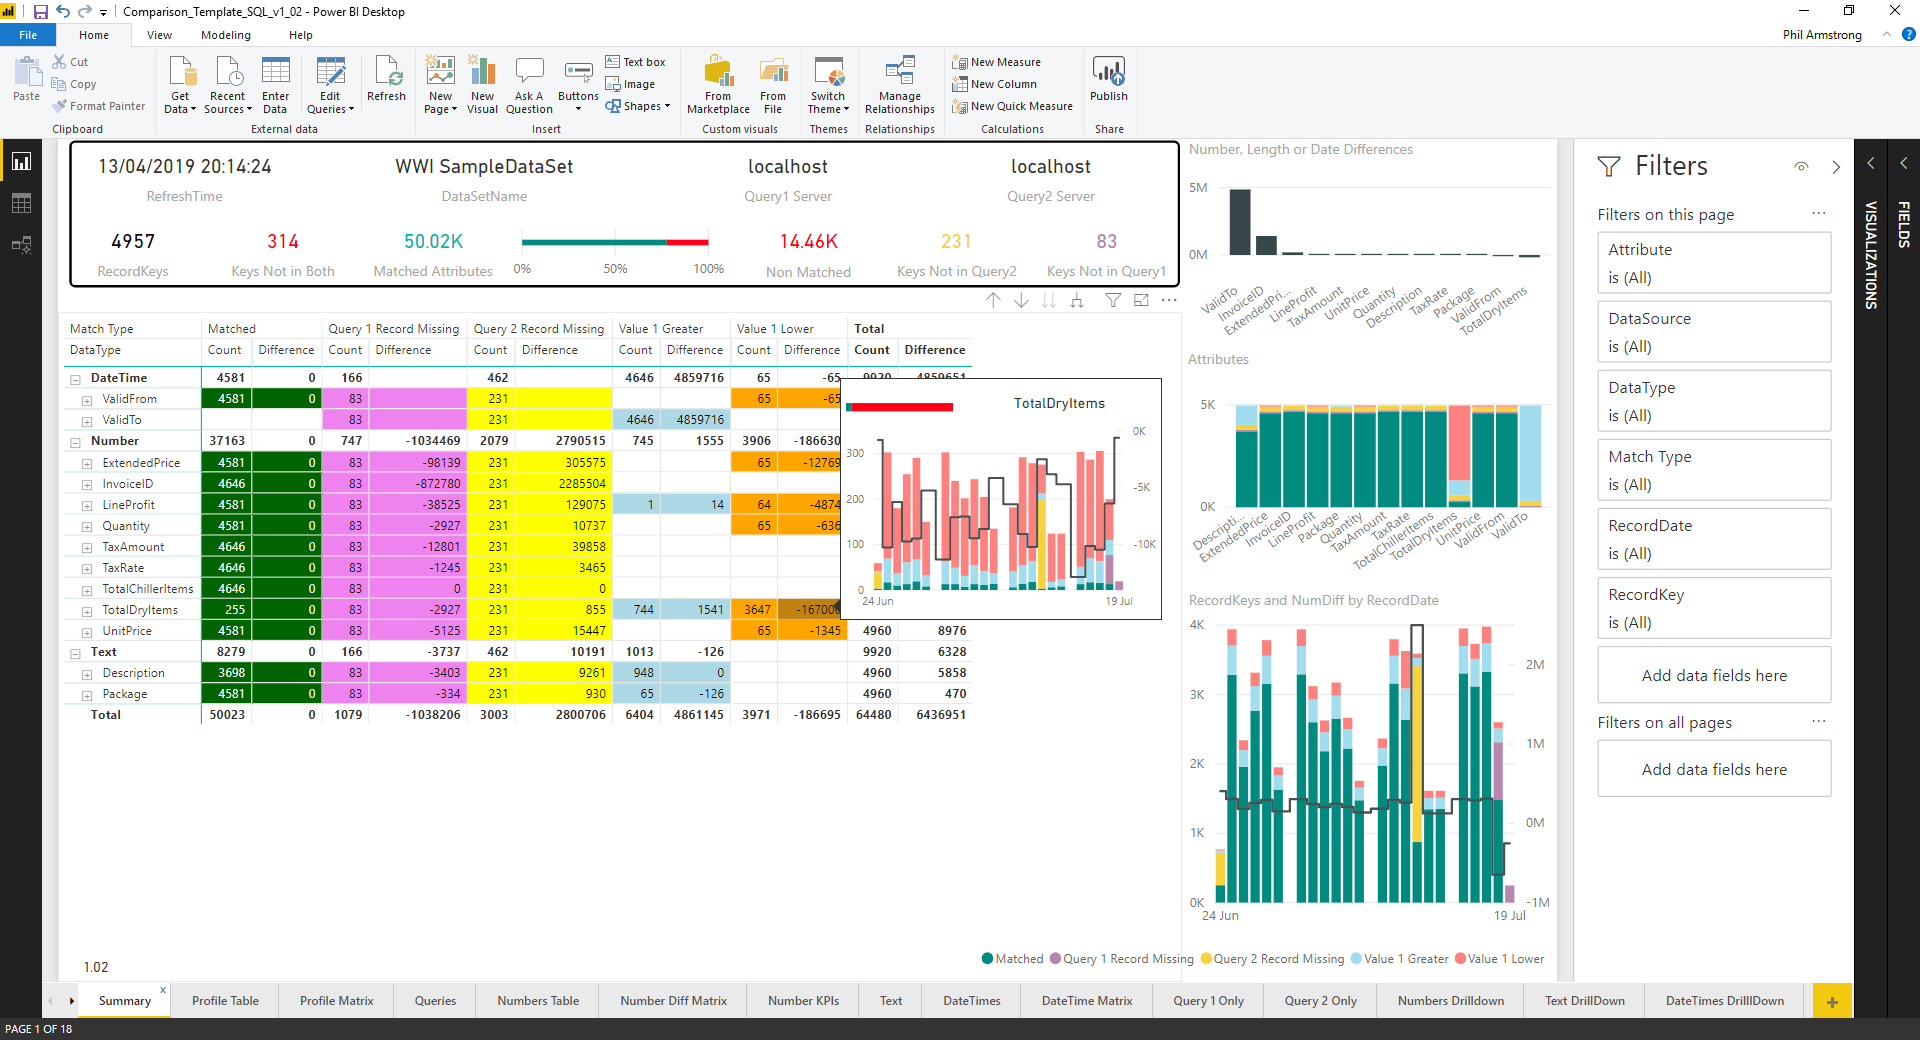 Comparison_Template_SQL_v1_02 - Power BI Desktop
File Home View Modeling Help
Phil Armstrong
Paste
Cut
Copy
Format Painter
Clipboard
Get Data
Recent Sources
Enter Data
Edit Queries
Refresh
External data
New Page
New Visual
Ask A Question
Buttons
Text box
Image
Shapes
Insert
From Marketplace
From File
Custom visuals
Switch Theme
Themes
Manage Relationships
Relationships
New Measure
New Column
New Quick Measure
Calculations
Publish
Share
13/04/2019 20:14:24 WWI SampleDataSet localhost localhost
RefreshTime DataSetName Query1 Server Query2 Server
4957 314 50.02K 14.46K 231 83
0% 50% 100%
RecordKeys Keys Not in Both Matched Attributes Non Matched Keys Not in Query2 Keys Not in Query1
Match Type Matched Query 1 Record Missing Query 2 Record Missing Value 1 Greater Value 1 Lower Total
DataType Count Difference Count Difference Count Difference Count Difference Count Difference Count Difference
DateTime 4581 0 166 462 4646 4859716 65 -65 9920 4859651
ValidFrom 4581 0 83 231 65 -65
ValidTo 83 231 4646 4859716
Number 37163 0 747 -1034469 2079 2790515 745 1555 3906 -186630
ExtendedPrice 4581 0 83 -98139 231 305575 65 -12769
InvoiceID 4646 0 83 -872780 231 2285504
LineProfit 4581 0 83 -38525 231 129075 1 14 64 -4874
Quantity 4581 0 83 -2927 231 10737 65 -636
TaxAmount 4646 0 83 -12801 231 39858
TaxRate 4646 0 83 -1245 231 3465
TotalChillerItems 4646 0 83 0 231 0
TotalDryItems 255 0 83 -2927 231 855 744 1541 3647 -167006
UnitPrice 4581 0 83 -5125 231 15447 65 -1345 4960 8976
Text 8279 0 166 -3737 462 10191 1013 -126 9920 6328
Description 3698 0 83 -3403 231 9261 948 0 4960 5858
Package 4581 0 83 -334 231 930 65 -126 4960 470
Total 50023 0 1079 -1038206 3003 2800706 6404 4861145 3971 -186695 64480 6436951
TotalDryItems
300
200
100
0
0K
-5K
-10K
24 Jun 19 Jul
Number, Length or Date Differences
5M
0M
ValidTo InvoiceID ExtendedPri... LineProfit TaxAmount UnitPrice Quantity Description TaxRate Package ValidFrom TotalDryItems
Attributes
5K
0K
Descripti... ExtendedPrice InvoiceID LineProfit Package Quantity TaxAmount TaxRate TotalChillerItems TotalDryItems UnitPrice ValidFrom ValidTo
RecordKeys and NumDiff by RecordDate
4K
3K
2K
1K
0K
2M
1M
0M
-1M
24 Jun 19 Jul
Matched Query 1 Record Missing Query 2 Record Missing Value 1 Greater Value 1 Lower
1.02
Filters
Filters on this page
Attribute
is (All)
DataSource
is (All)
DataType
is (All)
Match Type
is (All)
RecordDate
is (All)
RecordKey
is (All)
Add data fields here
Filters on all pages
Add data fields here
VISUALIZATIONS
FIELDS
Summary x Profile Table Profile Matrix Queries Numbers Table Number Diff Matrix Number KPIs Text DateTimes DateTime Matrix Query 1 Only Query 2 Only Numbers Drilldown Text DrillDown DateTimes DrilllDown +
PAGE 1 OF 18